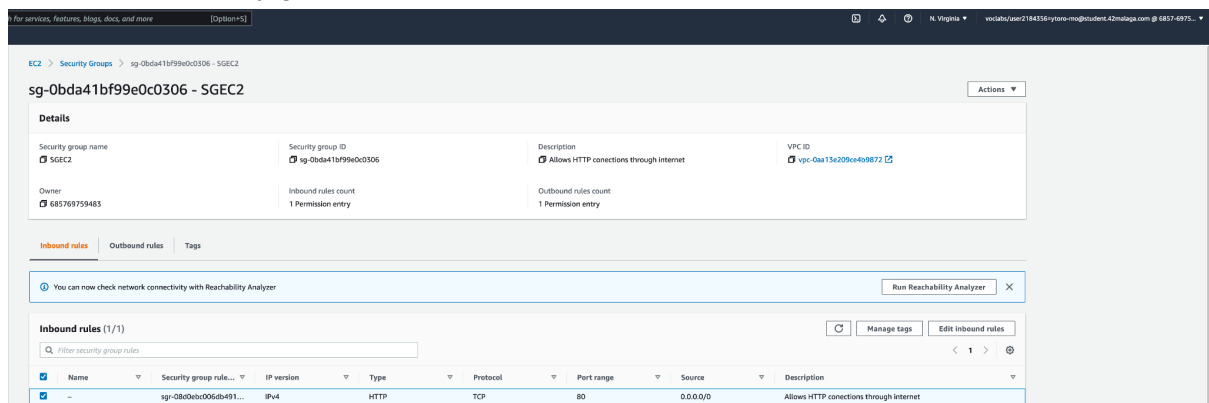 h for services, features, blogs, docs, and more [Option+S] N. Virginia ▼ voclabs/user2184356=ytoro-mo@student.42malaga.com @ 6857-6975... ▼
EC2 > Security Groups > sg-0bda41bf99e0c0306 - SGEC2
sg-0bda41bf99e0c0306 - SGEC2 Actions ▼
Details
Security group name Security group ID Description VPC ID
SGEC2 sg-0bda41bf99e0c0306 Allows HTTP conections through internet vpc-0aa13e209ce4b9872
Owner Inbound rules count Outbound rules count
685769759483 1 Permission entry 1 Permission entry
Inbound rules Outbound rules Tags
You can now check network connectivity with Reachability Analyzer Run Reachability Analyzer
Inbound rules (1/1) Manage tags Edit inbound rules
Filter security group rules < 1 >
Name Security group rule... IP version Type Protocol Port range Source Description
– sgr-08d0ebc006db491... IPv4 HTTP TCP 80 0.0.0.0/0 Allows HTTP conections through internet